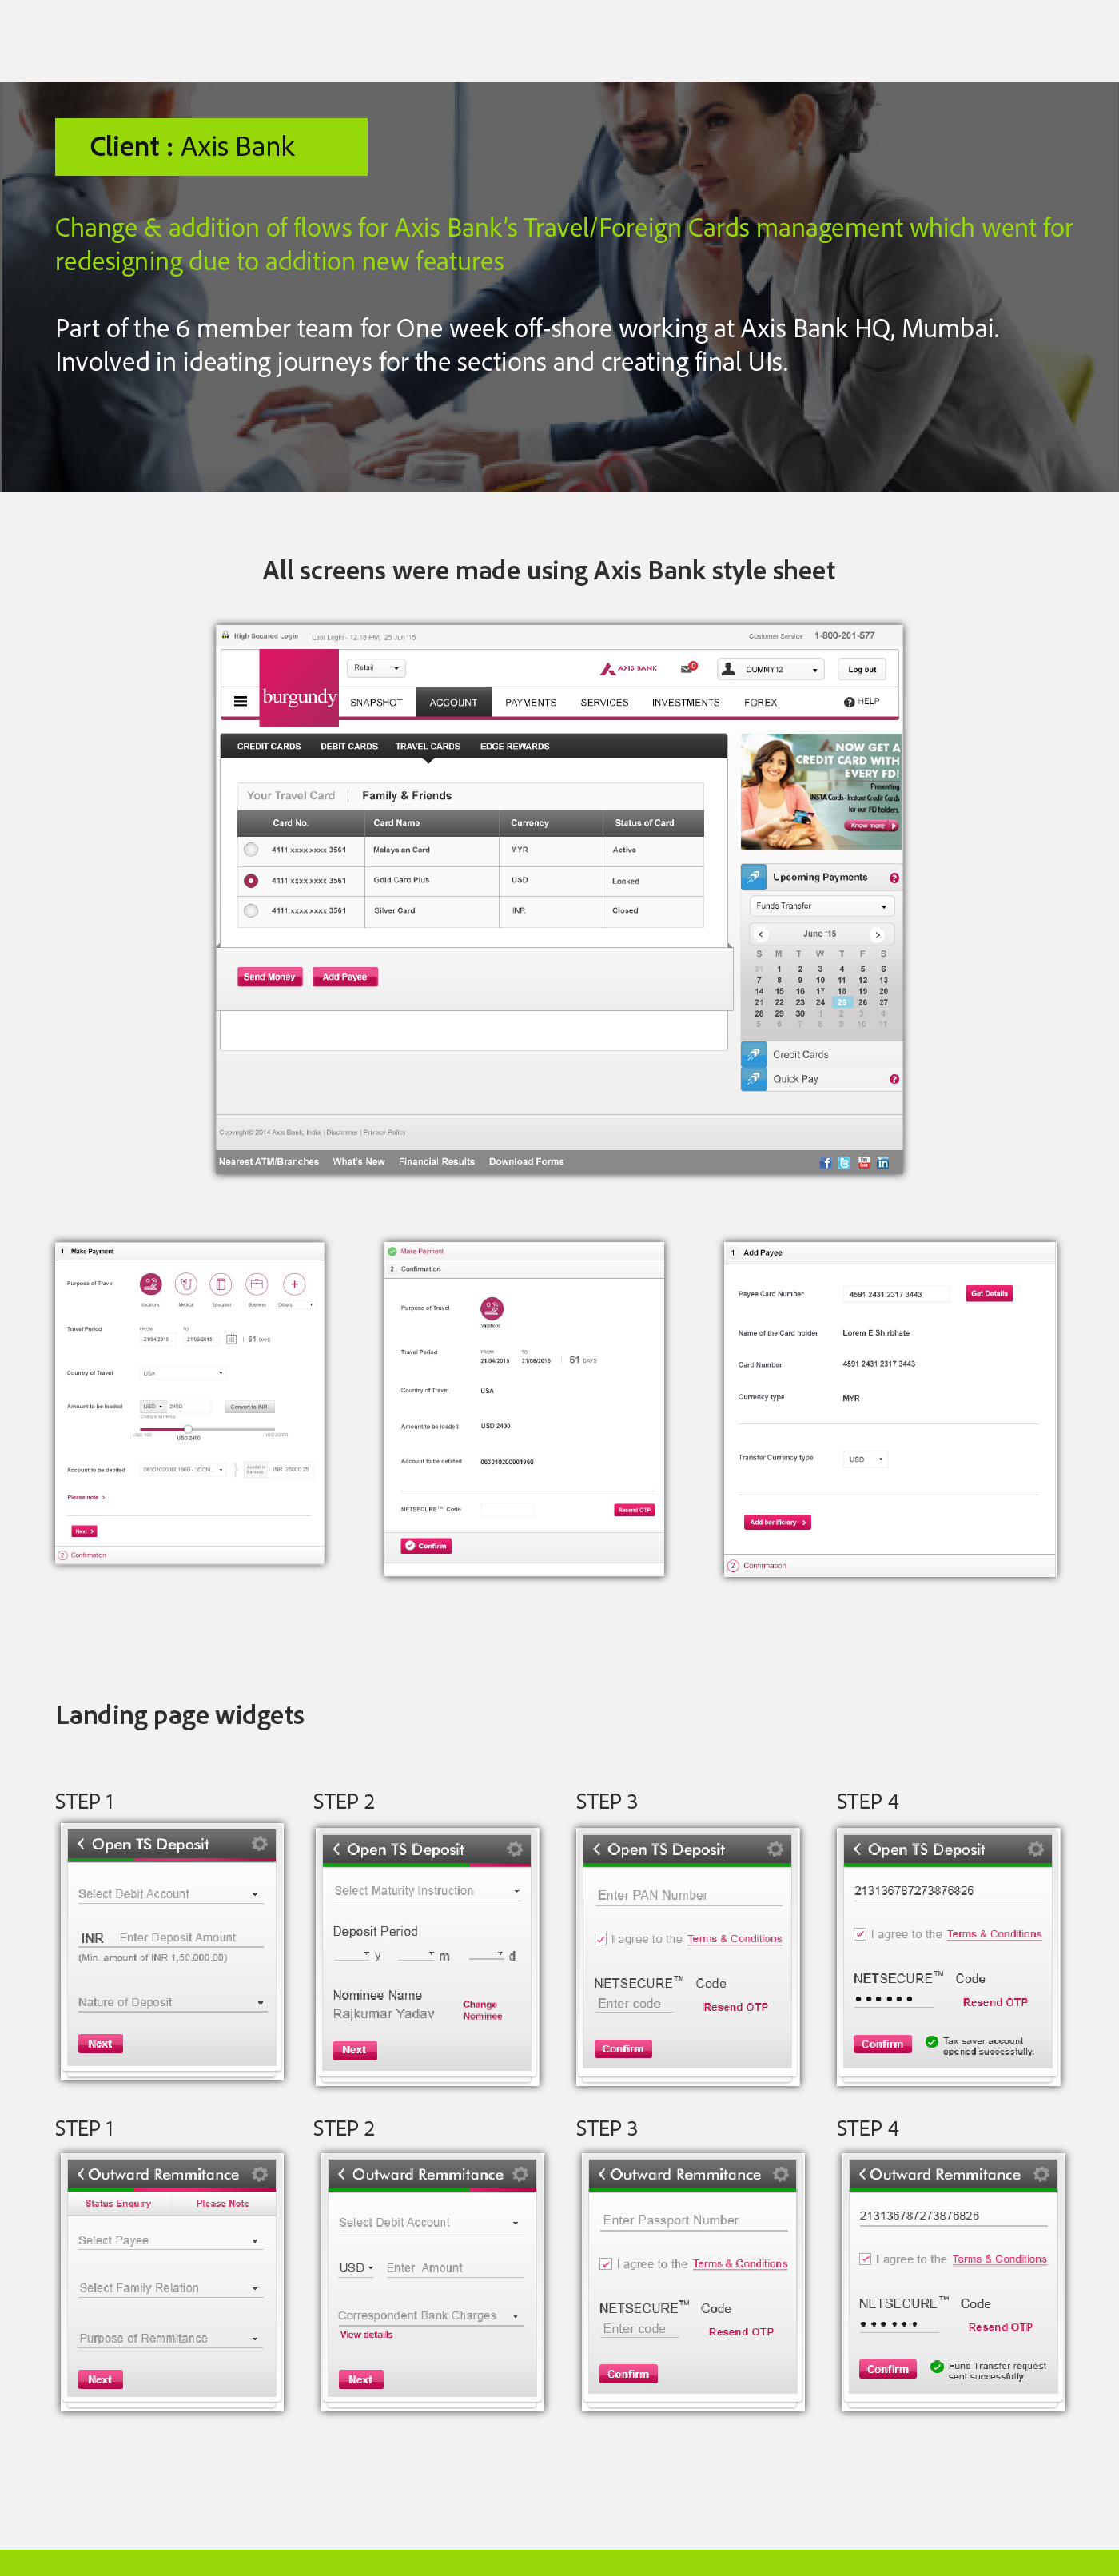 Client : Axis Bank
Change & addition of flows for Axis Bank's Travel/Foreign Cards management which went for
redesigning due to addition new features
Part of the 6 member team for One week off-shore working at Axis Bank HQ, Mumbai.
Involved in ideating journeys for the sections and creating final UIs.
All screens were made using Axis Bank style sheet
High Secured Login Last Login - 12.18 PM, 25 Jun '15 Customer Service 1-800-201-577
burgundy
Retail AXIS BANK 0 DUMMY12 Log out
SNAPSHOT ACCOUNT PAYMENTS SERVICES INVESTMENTS FOREX HELP
CREDIT CARDS DEBIT CARDS TRAVEL CARDS EDGE REWARDS
Your Travel Card Family & Friends
Card No. Card Name Currency Status of Card
4111 xxxx xxxx 3561 Malaysian Card MYR Active
4111 xxxx xxxx 3561 Gold Card Plus USD Locked
4111 xxxx xxxx 3561 Silver Card INR Closed
Send Money Add Payee
NOW GET A
CREDIT CARD WITH
EVERY FD!
Presenting
INSTA Cards - Instant Credit Cards
for our FD holders.
Know more
Upcoming Payments
Funds Transfer
June '15
S M T W T F S
31 1 2 3 4 5 6
7 8 9 10 11 12 13
14 15 16 17 18 19 20
21 22 23 24 25 26 27
28 29 30 1 2 3 4
5 6 7 8 9 10 11
Credit Cards
Quick Pay
Copyright© 2014 Axis Bank, India | Disclaimer | Privacy Policy
Nearest ATM/Branches What's New Financial Results Download Forms
1 Make Payment
Purpose of Travel
Vacations Medical Education Business Others
Travel Period FROM TO
21/04/2015 21/06/2015 61 DAYS
Country of Travel USA
Amount to be loaded USD 2400 Convert to INR
Change currency
USD 100 USD 2400 USD 20000
Account to be debited 063010200001960 - 1CON... Available Balance INR 25000.25
Please note
Next
2 Confirmation
Make Payment
2 Confirmation
Purpose of Travel
Vacations
Travel Period FROM TO
21/04/2015 21/06/2015 61 DAYS
Country of Travel USA
Amount to be loaded USD 2400
Account to be debited 063010200001960
NETSECURE™ Code Resend OTP
Confirm
1 Add Payee
Payee Card Number 4591 2431 2317 3443 Get Details
Name of the Card holder Lorem E Shirbhate
Card Number 4591 2431 2317 3443
Currency type MYR
Transfer Currency type USD
Add benificiery
2 Confirmation
Landing page widgets
STEP 1
Open TS Deposit
Select Debit Account
INR Enter Deposit Amount
(Min. amount of INR 1,50,000.00)
Nature of Deposit
Next
STEP 2
Open TS Deposit
Select Maturity Instruction
Deposit Period
y m d
Nominee Name
Rajkumar Yadav
Change
Nominee
Next
STEP 3
Open TS Deposit
Enter PAN Number
I agree to the Terms & Conditions
NETSECURE™ Code
Enter code Resend OTP
Confirm
STEP 4
Open TS Deposit
213136787273876826
I agree to the Terms & Conditions
NETSECURE™ Code
Resend OTP
Confirm
Tax saver account
opened successfully.
STEP 1
Outward Remmitance
Status Enquiry Please Note
Select Payee
Select Family Relation
Purpose of Remmitance
Next
STEP 2
Outward Remmitance
Select Debit Account
USD Enter Amount
Correspondent Bank Charges
View details
Next
STEP 3
Outward Remmitance
Enter Passport Number
I agree to the Terms & Conditions
NETSECURE™ Code
Enter code Resend OTP
Confirm
STEP 4
Outward Remmitance
213136787273876826
I agree to the Terms & Conditions
NETSECURE™ Code
Resend OTP
Confirm
Fund Transfer request
sent successfully.